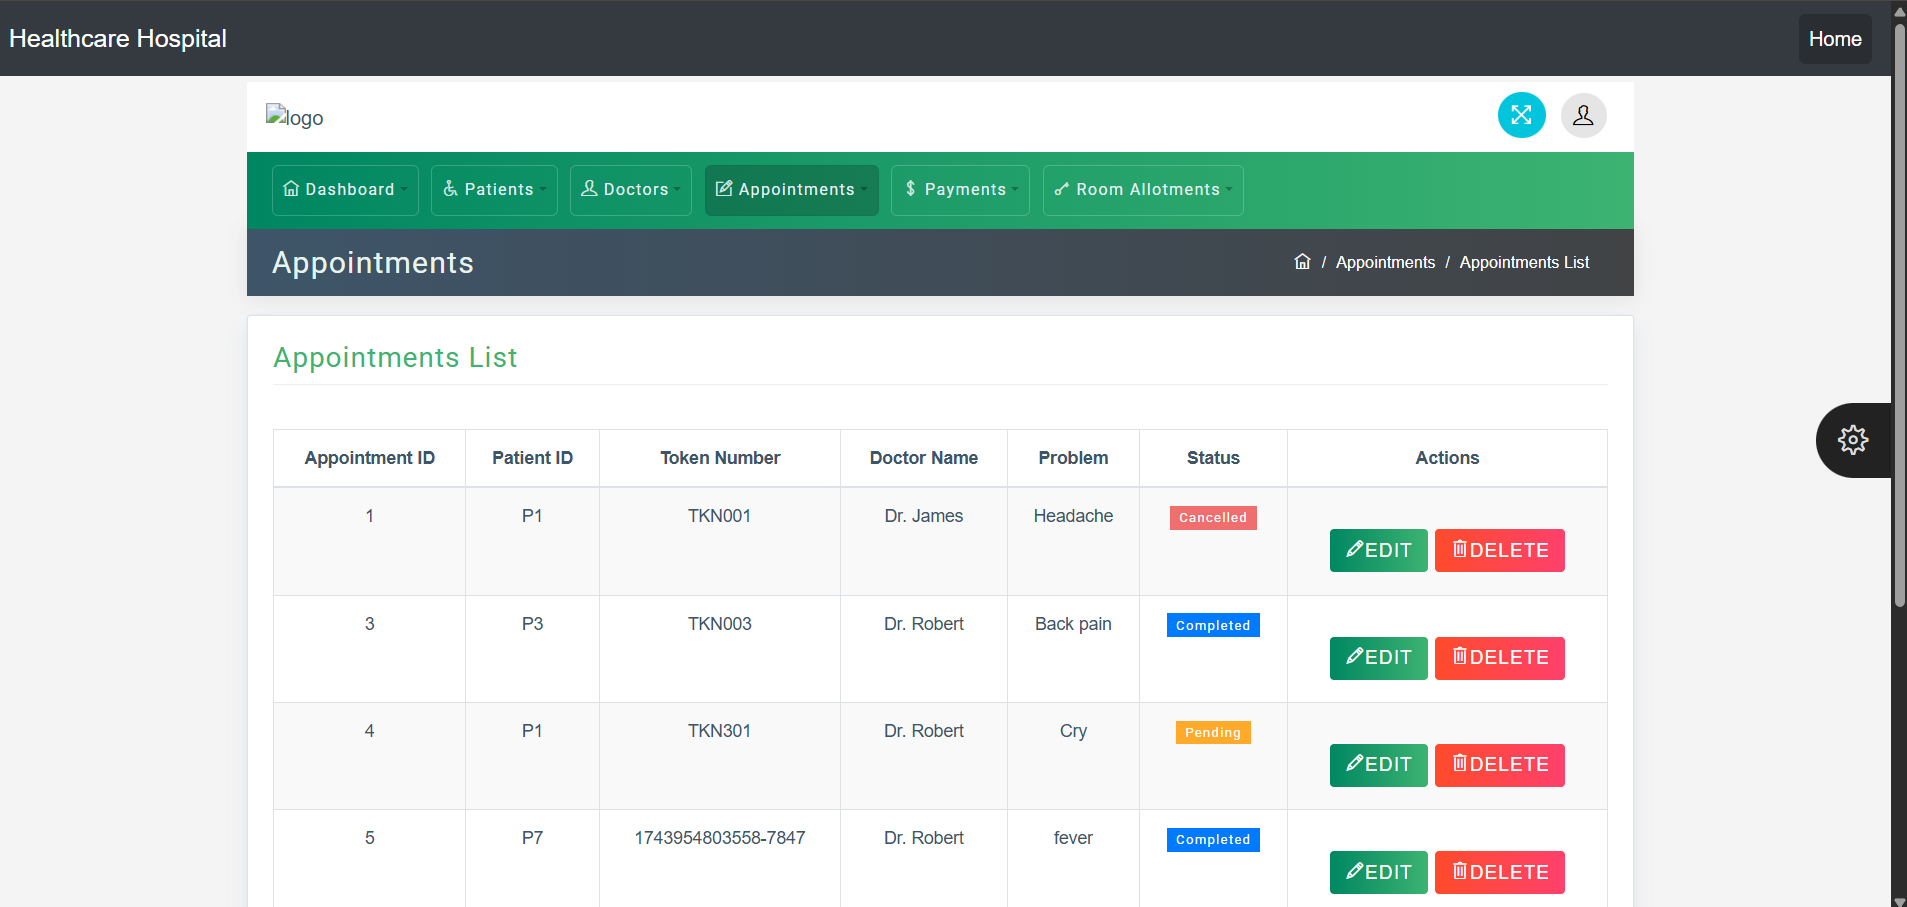 Healthcare Hospital
Home
logo
Dashboard Patients Doctors Appointments $ Payments Room Allotments
Appointments
/ Appointments / Appointments List
Appointments List
Appointment ID Patient ID Token Number Doctor Name Problem Status Actions
1 P1 TKN001 Dr. James Headache Cancelled
EDIT DELETE
3 P3 TKN003 Dr. Robert Back pain Completed
EDIT DELETE
4 P1 TKN301 Dr. Robert Cry Pending
EDIT DELETE
5 P7 1743954803558-7847 Dr. Robert fever Completed
EDIT DELETE